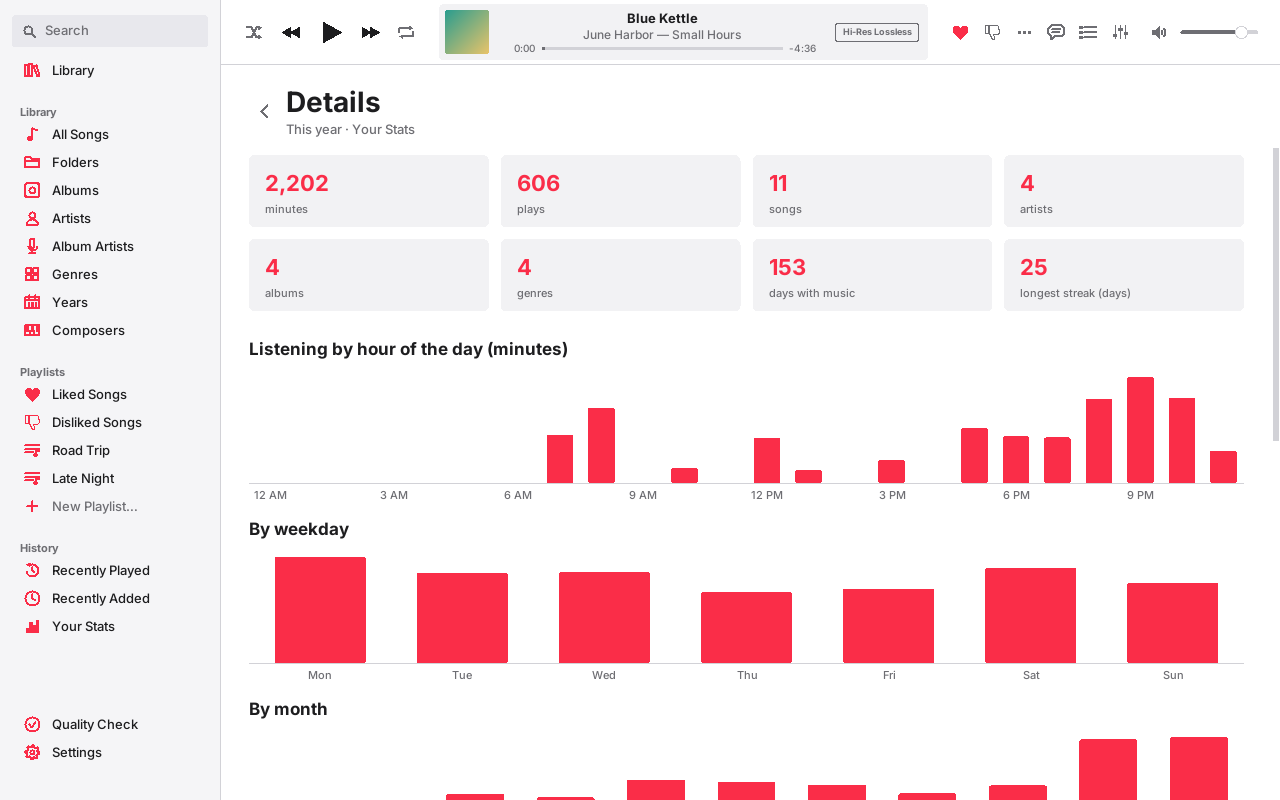 Search
Library
Library
All Songs
Folders
Albums
Artists
Album Artists
Genres
Years
Composers
Playlists
Liked Songs
Disliked Songs
Road Trip
Late Night
New Playlist...
History
Recently Played
Recently Added
Your Stats
Quality Check
Settings
Blue Kettle
June Harbor — Small Hours
0:00
-4:36
Hi-Res Lossless
Details
This year · Your Stats
2,202
minutes
606
plays
11
songs
4
artists
4
albums
4
genres
153
days with music
25
longest streak (days)
Listening by hour of the day (minutes)
12 AM 3 AM 6 AM 9 AM 12 PM 3 PM 6 PM 9 PM
By weekday
Mon Tue Wed Thu Fri Sat Sun
By month